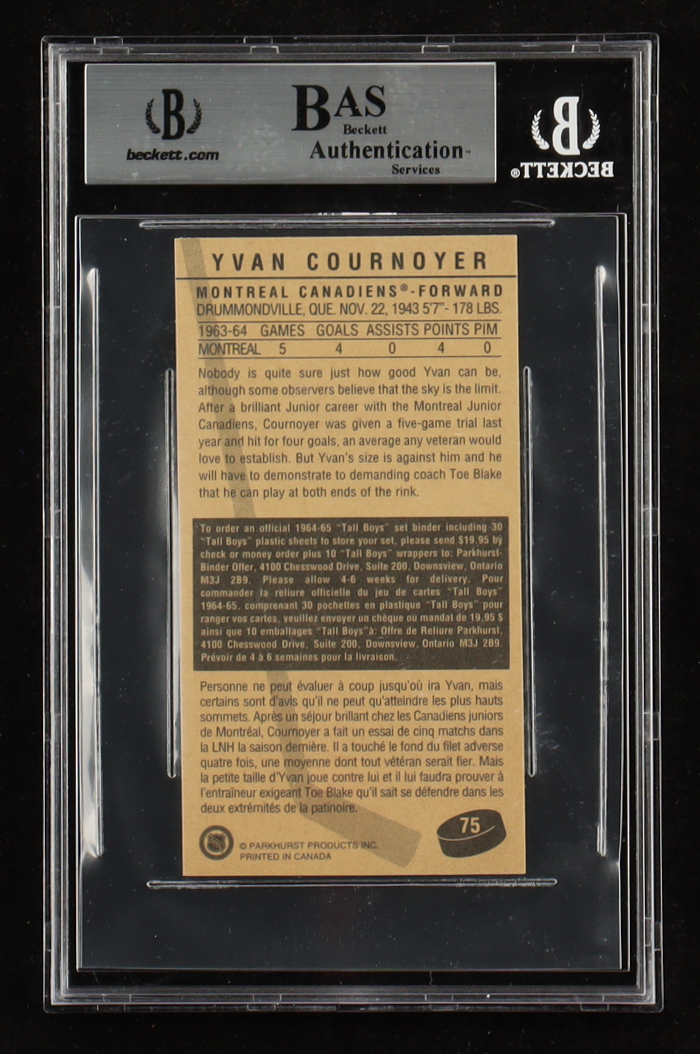 B
beckett.com
BAS
Beckett
Authentication™
Services
B
BECKETT®
YVAN COURNOYER
MONTREAL CANADIENS®-FORWARD
DRUMMONDVILLE, QUE. NOV. 22, 1943 5'7"- 178 LBS.
1963-64 GAMES GOALS ASSISTS POINTS PIM
MONTREAL 5 4 0 4 0
Nobody is quite sure just how good Yvan can be,
although some observers believe that the sky is the limit.
After a brilliant Junior career with the Montreal Junior
Canadiens, Cournoyer was given a five-game trial last
year and hit for four goals, an average any veteran would
love to establish. But Yvan's size is against him and he
will have to demonstrate to demanding coach Toe Blake
that he can play at both ends of the rink.
To order an official 1964-65 "Tall Boys" set binder including 30
"Tall Boys" plastic sheets to store your set, please send $19.95 by
check or money order plus 10 "Tall Boys" wrappers to: Parkhurst-
Binder Offer, 4100 Chesswood Drive, Suite 200, Downsview, Ontario
M3J 2B9. Please allow 4-6 weeks for delivery. Pour
commander la reliure officielle du jeu de cartes "Tall Boys"
1964-65, comprenant 30 pochettes en plastique "Tall Boys" pour
ranger vos cartes, veuillez envoyer un chèque ou mandat de 19,95 $
ainsi que 10 emballages "Tall Boys"à: Offre de Reliure Parkhurst,
4100 Chesswood Drive, Suite 200, Downsview, Ontario M3J 2B9.
Prévoir de 4 à 6 semaines pour la livraison.
Personne ne peut évaluer à coup jusqu'où ira Yvan, mais
certains sont d'avis qu'il ne peut qu'atteindre les plus hauts
sommets. Après un séjour brillant chez les Canadiens juniors
de Montréal, Cournoyer a fait un essai de cinq matchs dans
la LNH la saison dernière. Il a touché le fond du filet adverse
quatre fois, une moyenne dont tout vétéran serait fier. Mais
la petite taille d'Yvan joue contre lui et il lui faudra prouver à
l'entraîneur exigeant Toe Blake qu'il sait se défendre dans les
deux extrémités de la patinoire.
© PARKHURST PRODUCTS INC.
PRINTED IN CANADA
75